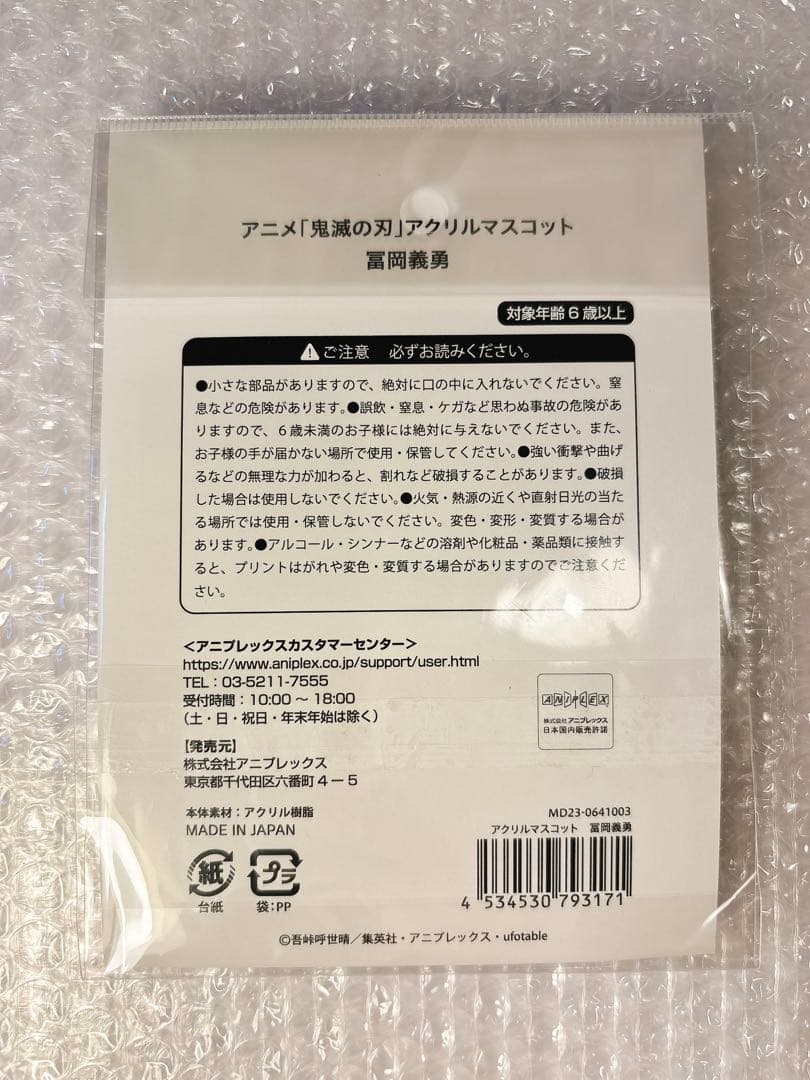 アニメ「鬼滅の刃」アクリルマスコット
冨岡義勇
対象年齢6歳以上
ご注意　必ずお読みください。
●小さな部品がありますので、絶対に口の中に入れないでください。窒
息などの危険があります。●誤飲・窒息・ケガなど思わぬ事故の危険があ
りますので、６歳未満のお子様には絶対に与えないでください。また、
お子様の手が届かない場所で使用・保管してください。●強い衝撃や曲げ
るなどの無理な力が加わると、割れなど破損することがあります。●破損
した場合は使用しないでください。●火気・熱源の近くや直射日光の当た
る場所では使用・保管しないでください。変色・変形・変質する場合が
あります。●アルコール・シンナーなどの溶剤や化粧品・薬品類に接触す
ると、プリントはがれや変色・変質する場合がありますのでご注意くだ
さい。
＜アニプレックスカスタマーセンター＞
https://www.aniplex.co.jp/support/user.html
TEL：03-5211-7555
受付時間：10:00～18:00
（土・日・祝日・年末年始は除く）
ANIPLEX
株式会社アニプレックス
日本国内販売許諾
【発売元】
株式会社アニプレックス
東京都千代田区六番町4－5
本体素材：アクリル樹脂
MADE IN JAPAN
MD23-0641003
アクリルマスコット　冨岡義勇
4 534530 793171
紙
プラ
台紙
袋：PP
©吾峠呼世晴／集英社・アニプレックス・ufotable